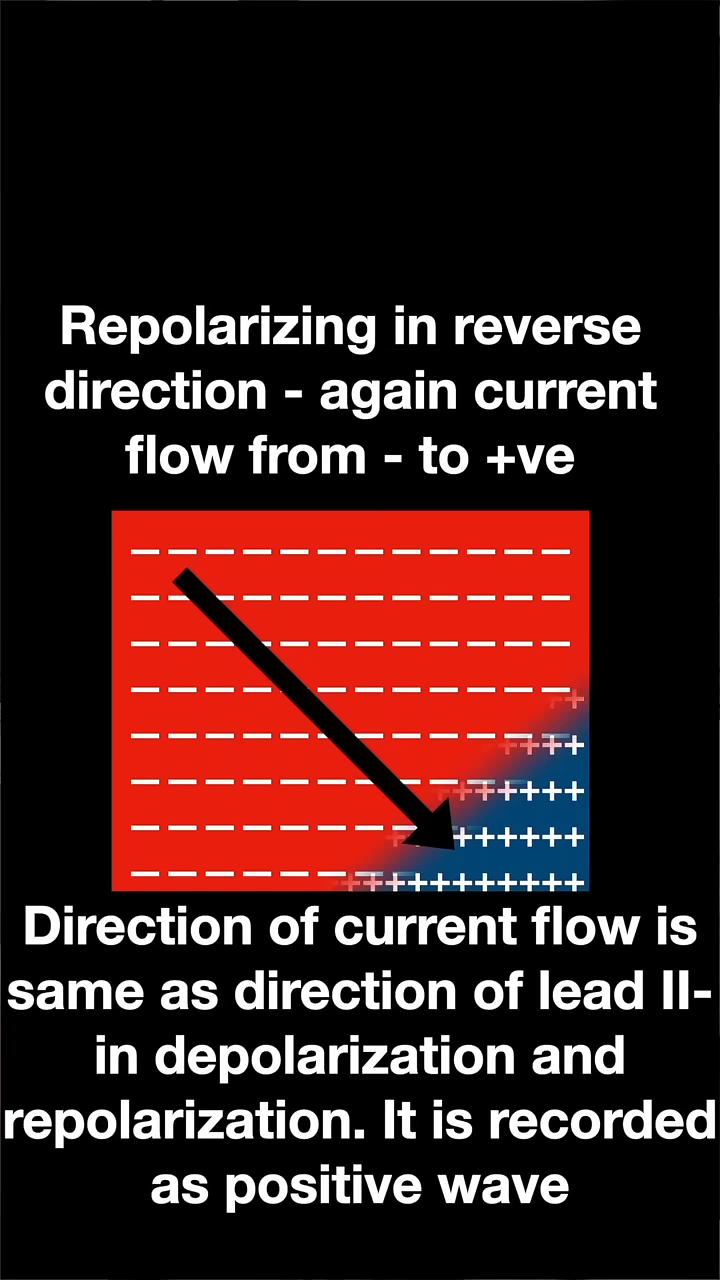 Repolarizing in reverse
direction - again current
flow from - to +ve
— — — — — — — — — — — —
— — — — — — — — — — — —
— — — — — — — — — — — —
— — — — — — — — — — — — +
— — — — — — — — — — — — ++++
— — — — — — — — — — +++++++
— — — — — — — — ++++++
— — — — — — — — +++++++++++
Direction of current flow is
same as direction of lead II-
in depolarization and
repolarization. It is recorded
as positive wave